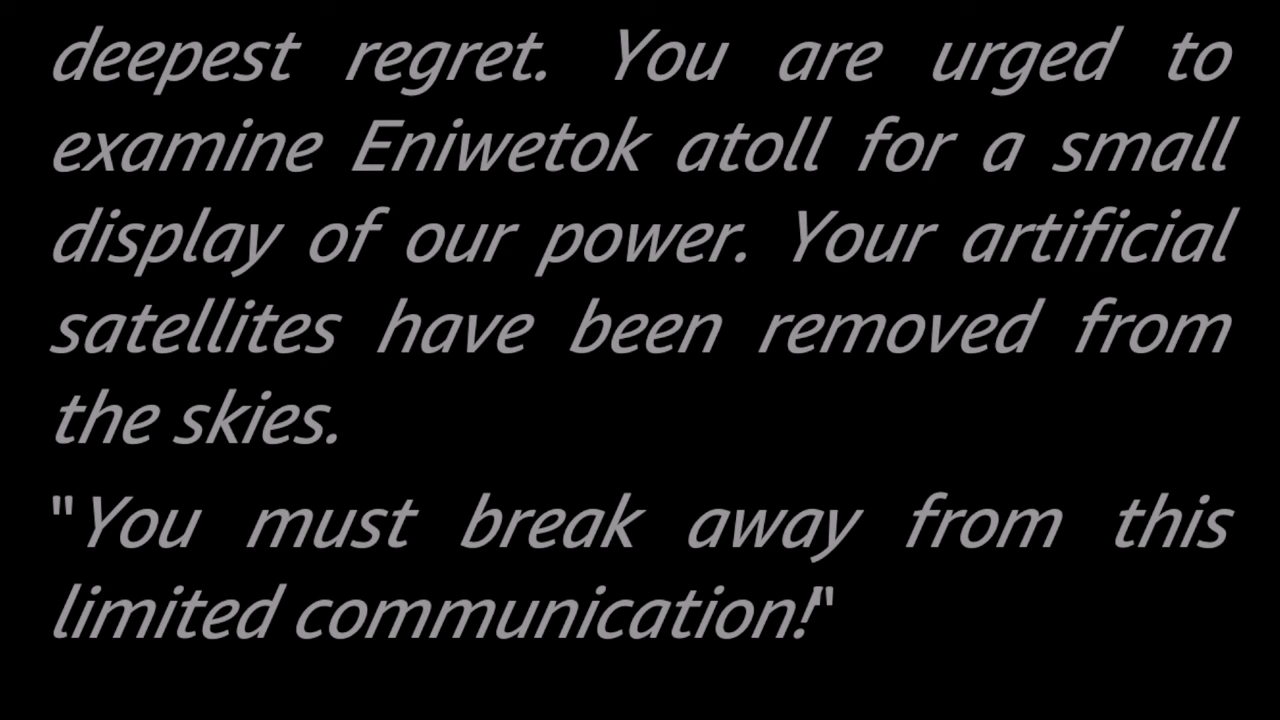 deepest regret. You are urged to
examine Eniwetok atoll for a small
display of our power. Your artificial
satellites have been removed from
the skies.
"You must break away from this
limited communication!"